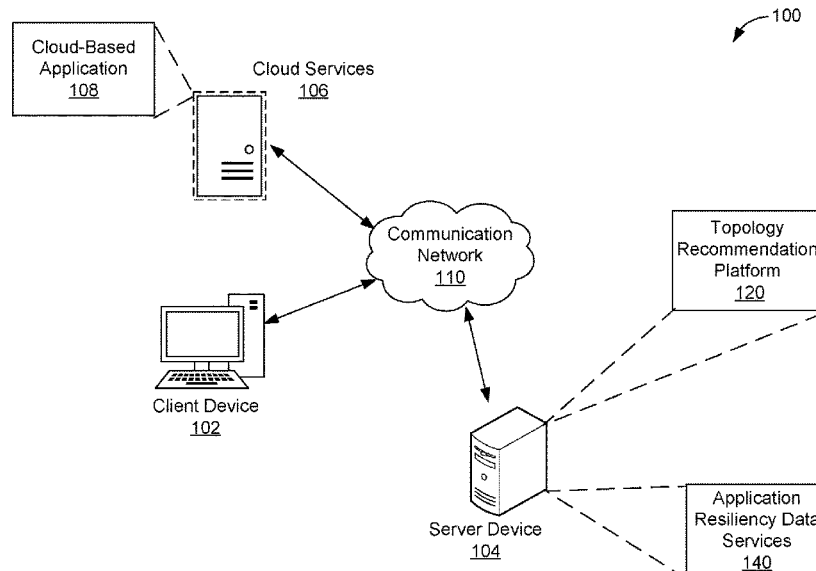 100
Cloud-Based
Application
108
Cloud Services
106
Communication
Network
110
Topology
Recommendation
Platform
120
Client Device
102
Server Device
104
Application
Resiliency Data
Services
140